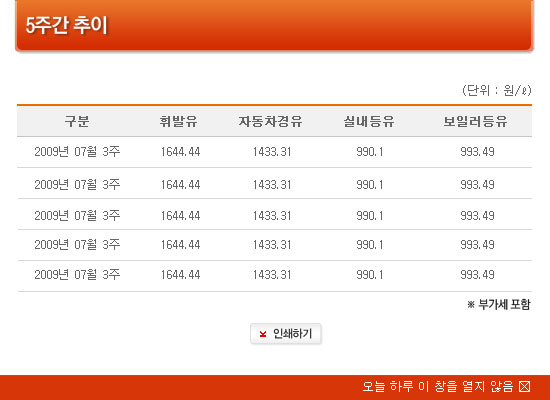 5주간 추이
(단위 : 원/ℓ)
구분 휘발유 자동차경유 실내등유 보일러등유
2009년 07월 3주 1644.44 1433.31 990.1 993.49
2009년 07월 3주 1644.44 1433.31 990.1 993.49
2009년 07월 3주 1644.44 1433.31 990.1 993.49
2009년 07월 3주 1644.44 1433.31 990.1 993.49
2009년 07월 3주 1644.44 1433.31 990.1 993.49
※ 부가세 포함
인쇄하기
오늘 하루 이 창을 열지 않음